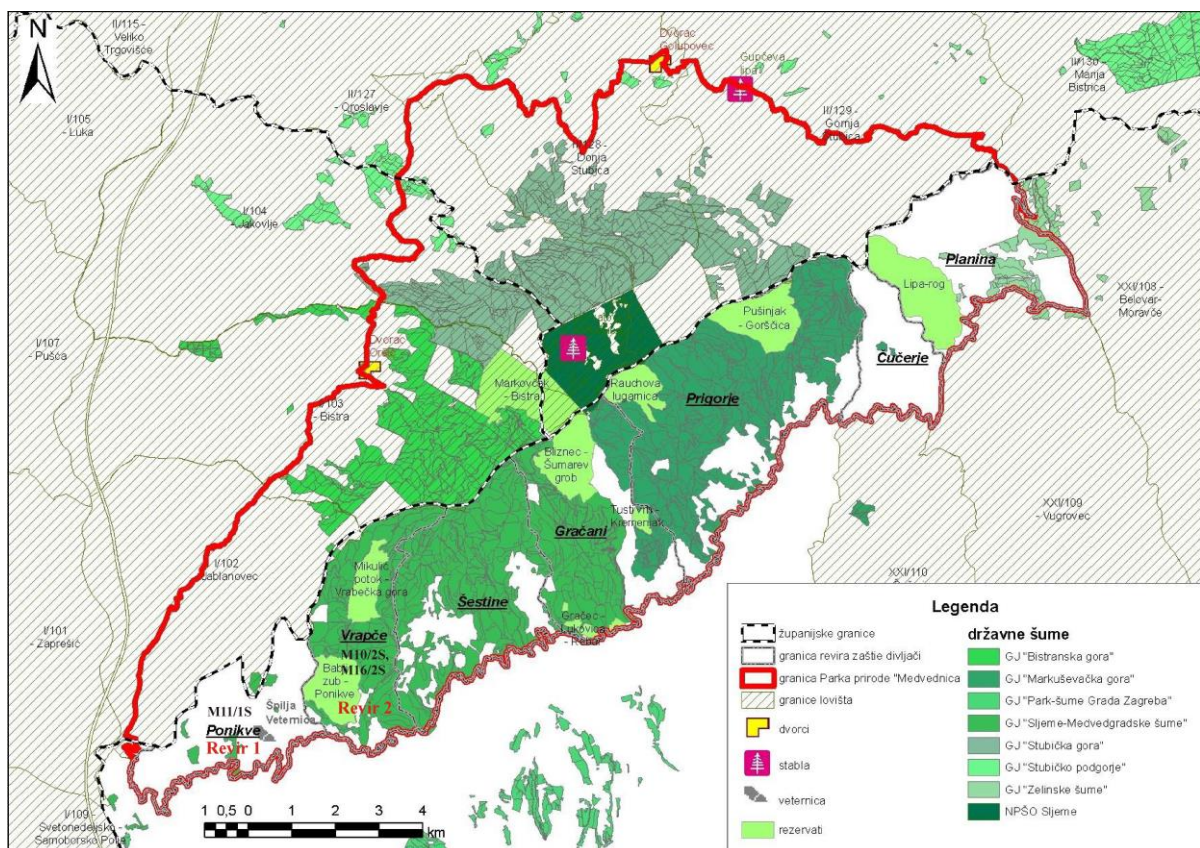 N
II/115 -
Veliko
Trgovišće
I/105
- Luka
II/127
- Oroslavje
Dvorac
Golubovec
Gupčeva
lipa
II/130 -
Marija
Bistrica
II/129 -
Gornja
Stubica
Donja
Stubica
I/104
- Jakovlje
Planina
Lipa-rog
XXI/108 -
Belovar-
Moravče
I/107
- Pušća
Dvorac
Pušinjak
- Gorščica
Čučerje
Markovčak
- Bistra
Rauchova
lugarnica
Prigorje
I/103
- Bistra
Bliznec -
Šumarev
grob
XXI/109
- Vugrovec
Tusti vrh -
Kremenjak
Gračani
I/102
Jablanovec
Mikulić
potok -
Vrabečka gora
XXI/110
Šestine
I/101
- Zaprešić
Gračec -
Lukovica
- Rebar
Vrapče
M10/2S,
M16/2S
Babji
zub -
Ponikve
Revir 2
M11/1S
Špilja
Veternica
Ponikve
Revir 1
I/109 -
Svetonedeljsko -
Samoborsko Polje
1 0,5 0 1 2 3 4
km
Legenda
županijske granice
granica revira zaštie divljači
granica Parka prirode "Medvednica
granice lovišta
dvorci
stabla
veternica
rezervati
državne šume
GJ "Bistranska gora"
GJ "Markuševačka gora"
GJ "Park-šume Grada Zagreba"
GJ "Sljeme-Medvedgradske šume"
GJ "Stubička gora"
GJ "Stubičko podgorje"
GJ "Zelinske šume"
NPŠO Sljeme